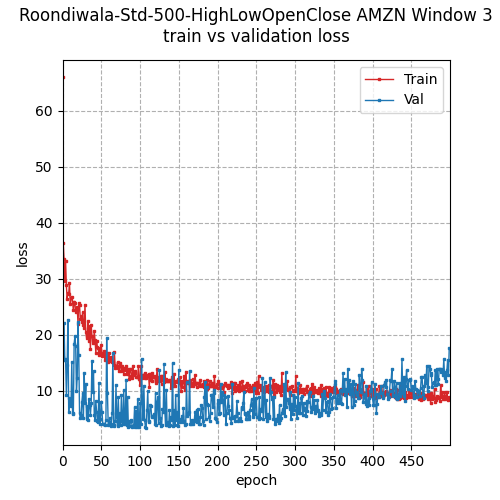 Roondiwala-Std-500-HighLowOpenClose AMZN Window 3
train vs validation loss
Train
Val
60
50
40
30
20
10
loss
0 50 100 150 200 250 300 350 400 450
epoch